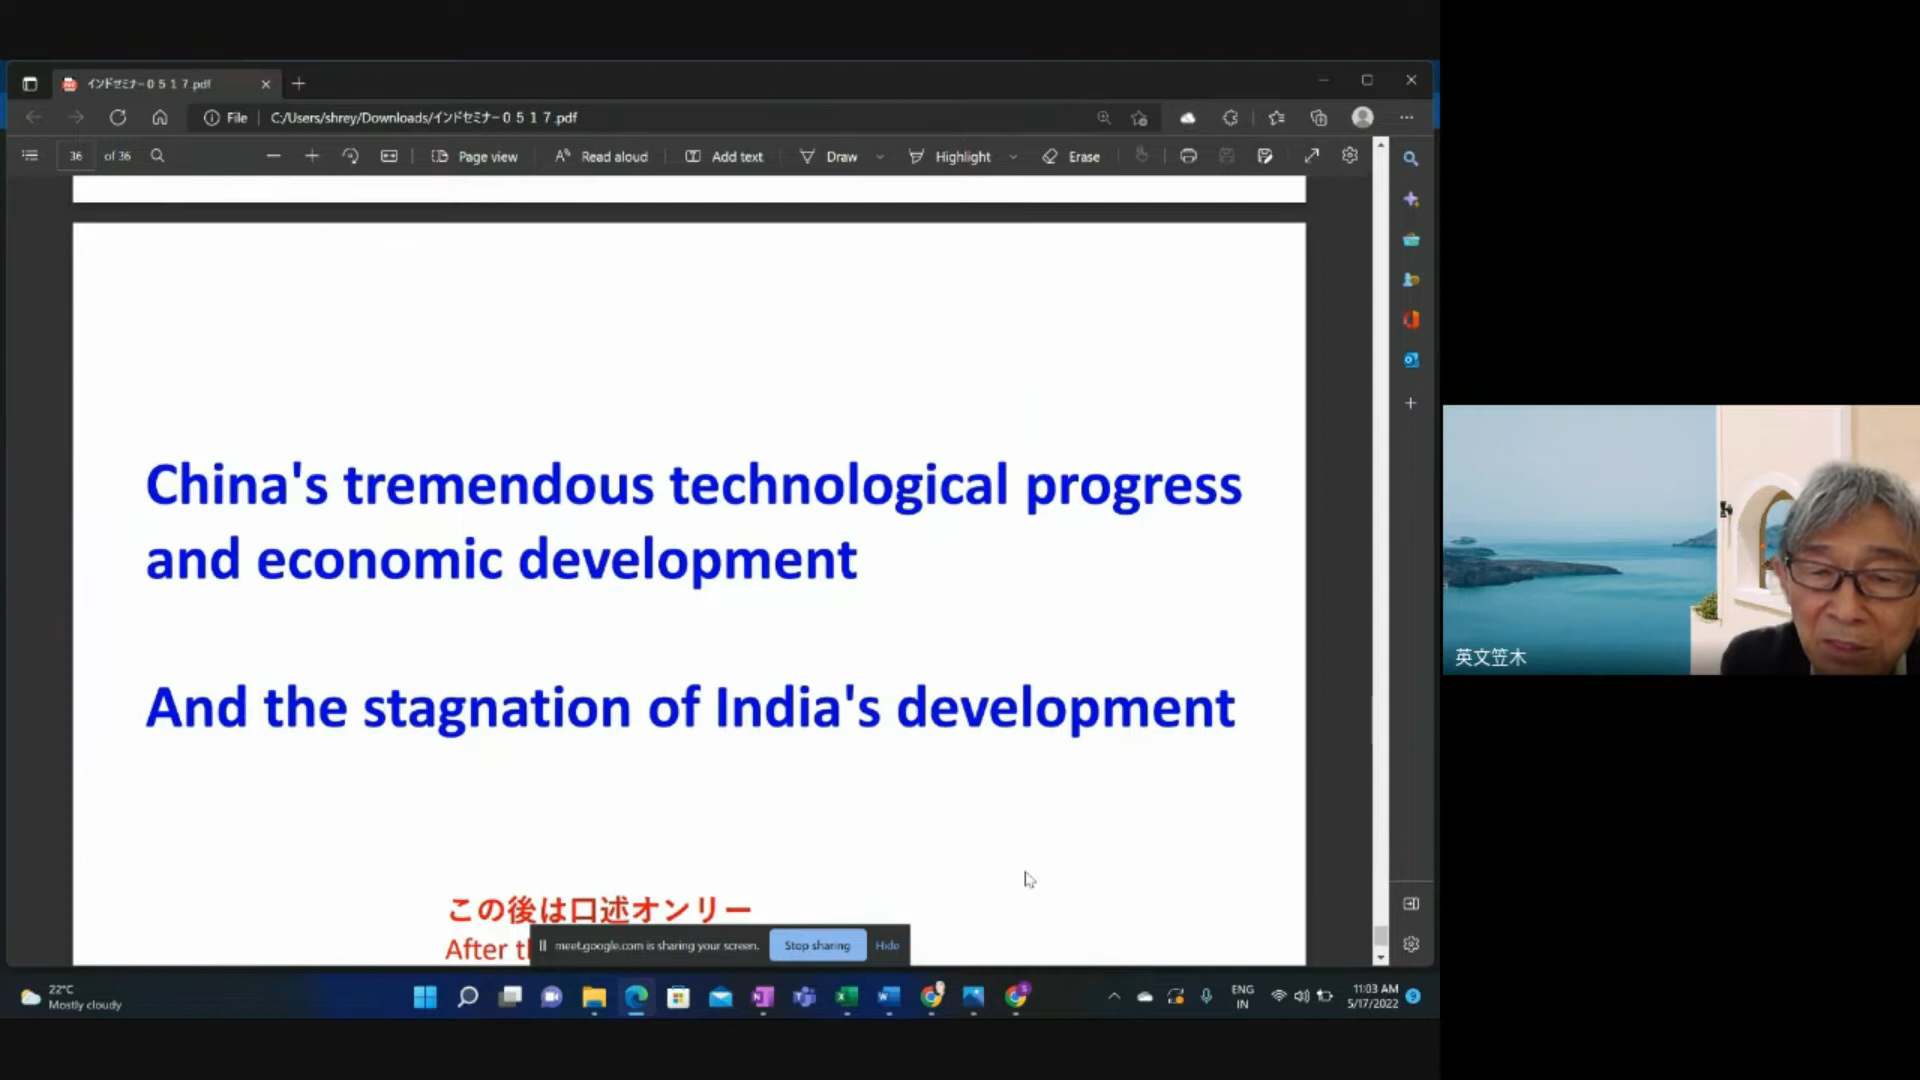 インドセミナー０５１７.pdf
File C:/Users/shrey/Downloads/インドセミナー０５１７.pdf
36 of 36 Page view Read aloud Add text Draw Highlight Erase
China's tremendous technological progress
and economic development
And the stagnation of India's development
英文笠木
この後は口述オンリー
After t
meet.google.com is sharing your screen. Stop sharing Hide
22°C
Mostly cloudy
ENG
IN
11:03 AM
5/17/2022